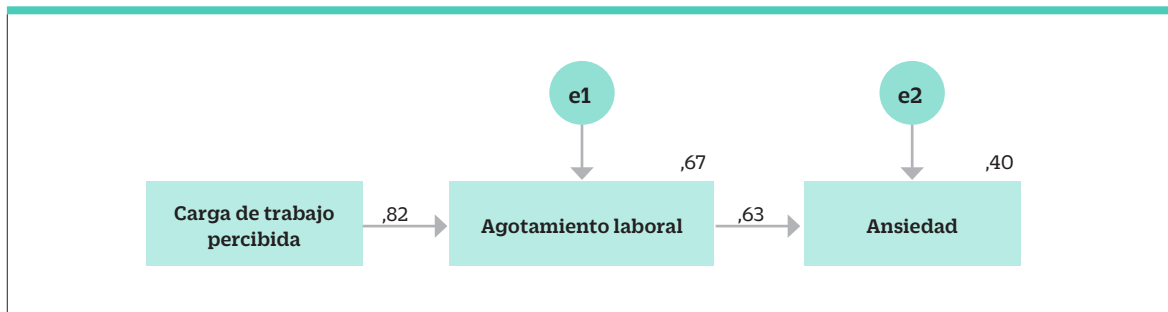 e1
e2
,67
,40
Carga de trabajo
percibida
,82
Agotamiento laboral
,63
Ansiedad